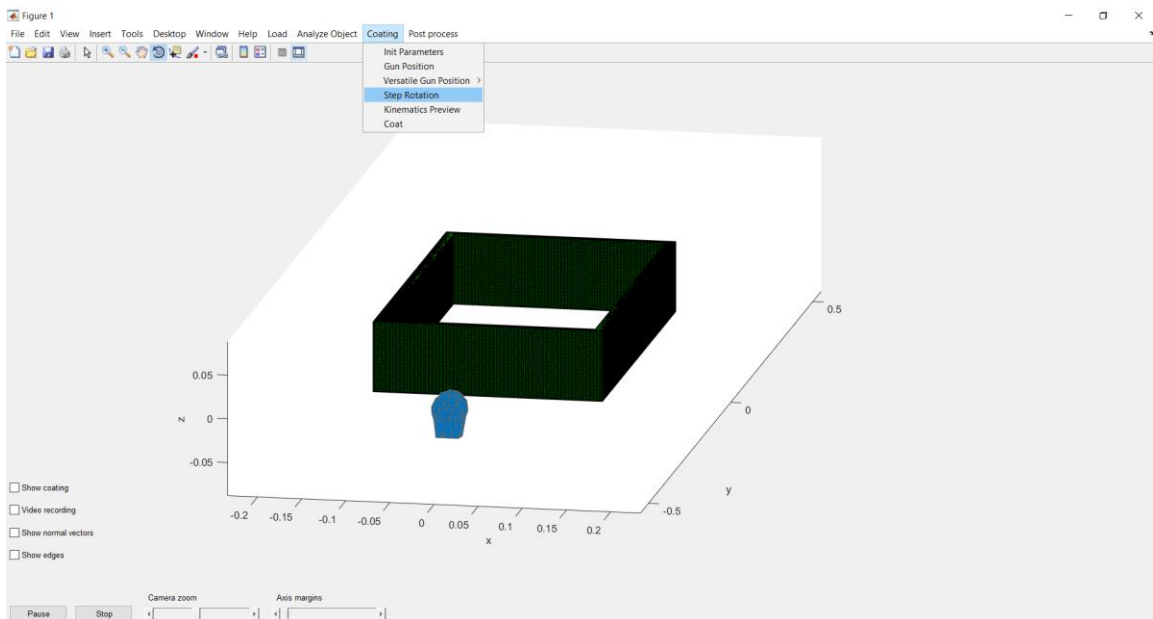 Figure 1
File Edit View Insert Tools Desktop Window Help Load Analyze Object Coating Post process
Init Parameters
Gun Position
Versatile Gun Position >
Step Rotation
Kinematics Preview
Coat
0.5
0.05
0
z 0
-0.05
y
-0.5
-0.2 -0.15 -0.1 -0.05 0 0.05 0.1 0.15 0.2
x
Show coating
Video recording
Show normal vectors
Show edges
Camera zoom Axis margins
Pause Stop